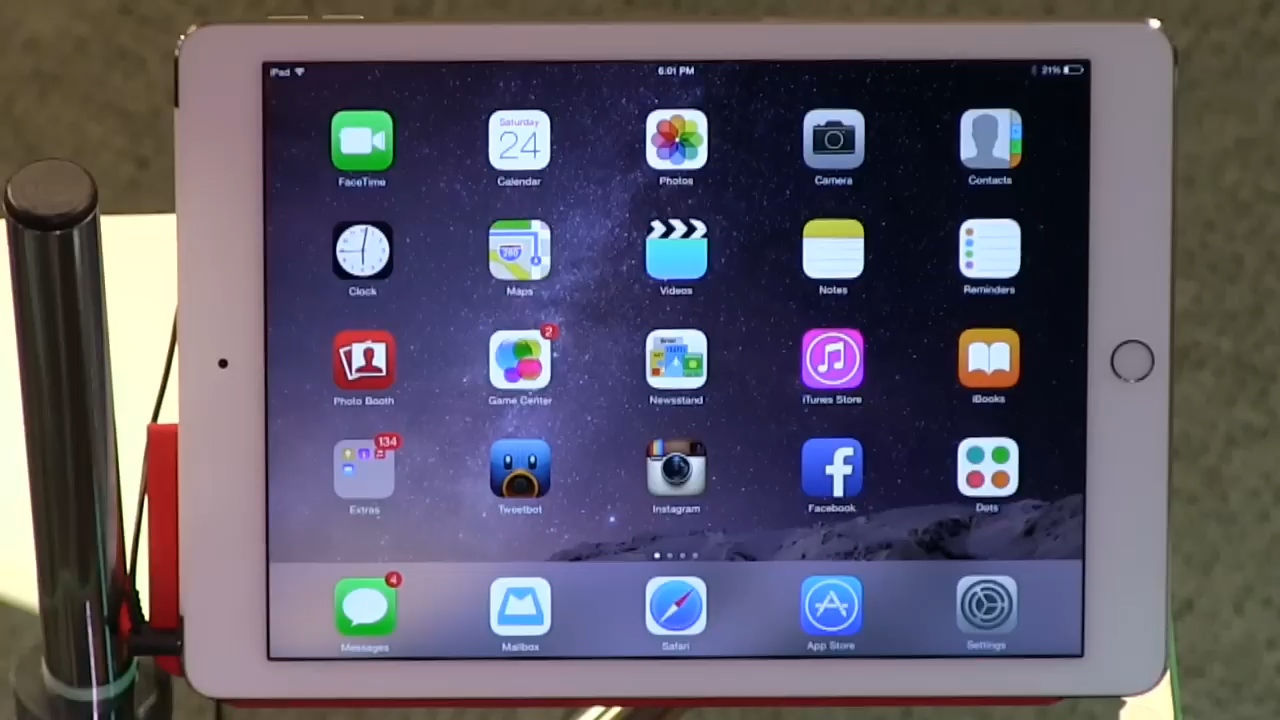 iPad 6:01 PM 21%
Saturday
24
FaceTime Calendar Photos Camera Contacts
280
Clock Maps Videos Notes Reminders
2
Photo Booth Game Center Newsstand iTunes Store iBooks
134
f
Extras Tweetbot Instagram Facebook Dots
4
Messages Mailbox Safari App Store Settings